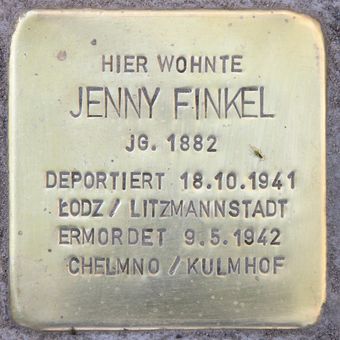 HIER WOHNTE
JENNY FINKEL
JG. 1882
DEPORTIERT 18.10.1941
ŁODZ / LITZMANNSTADT
ERMORDET 9.5.1942
CHELMNO / KULMHOF